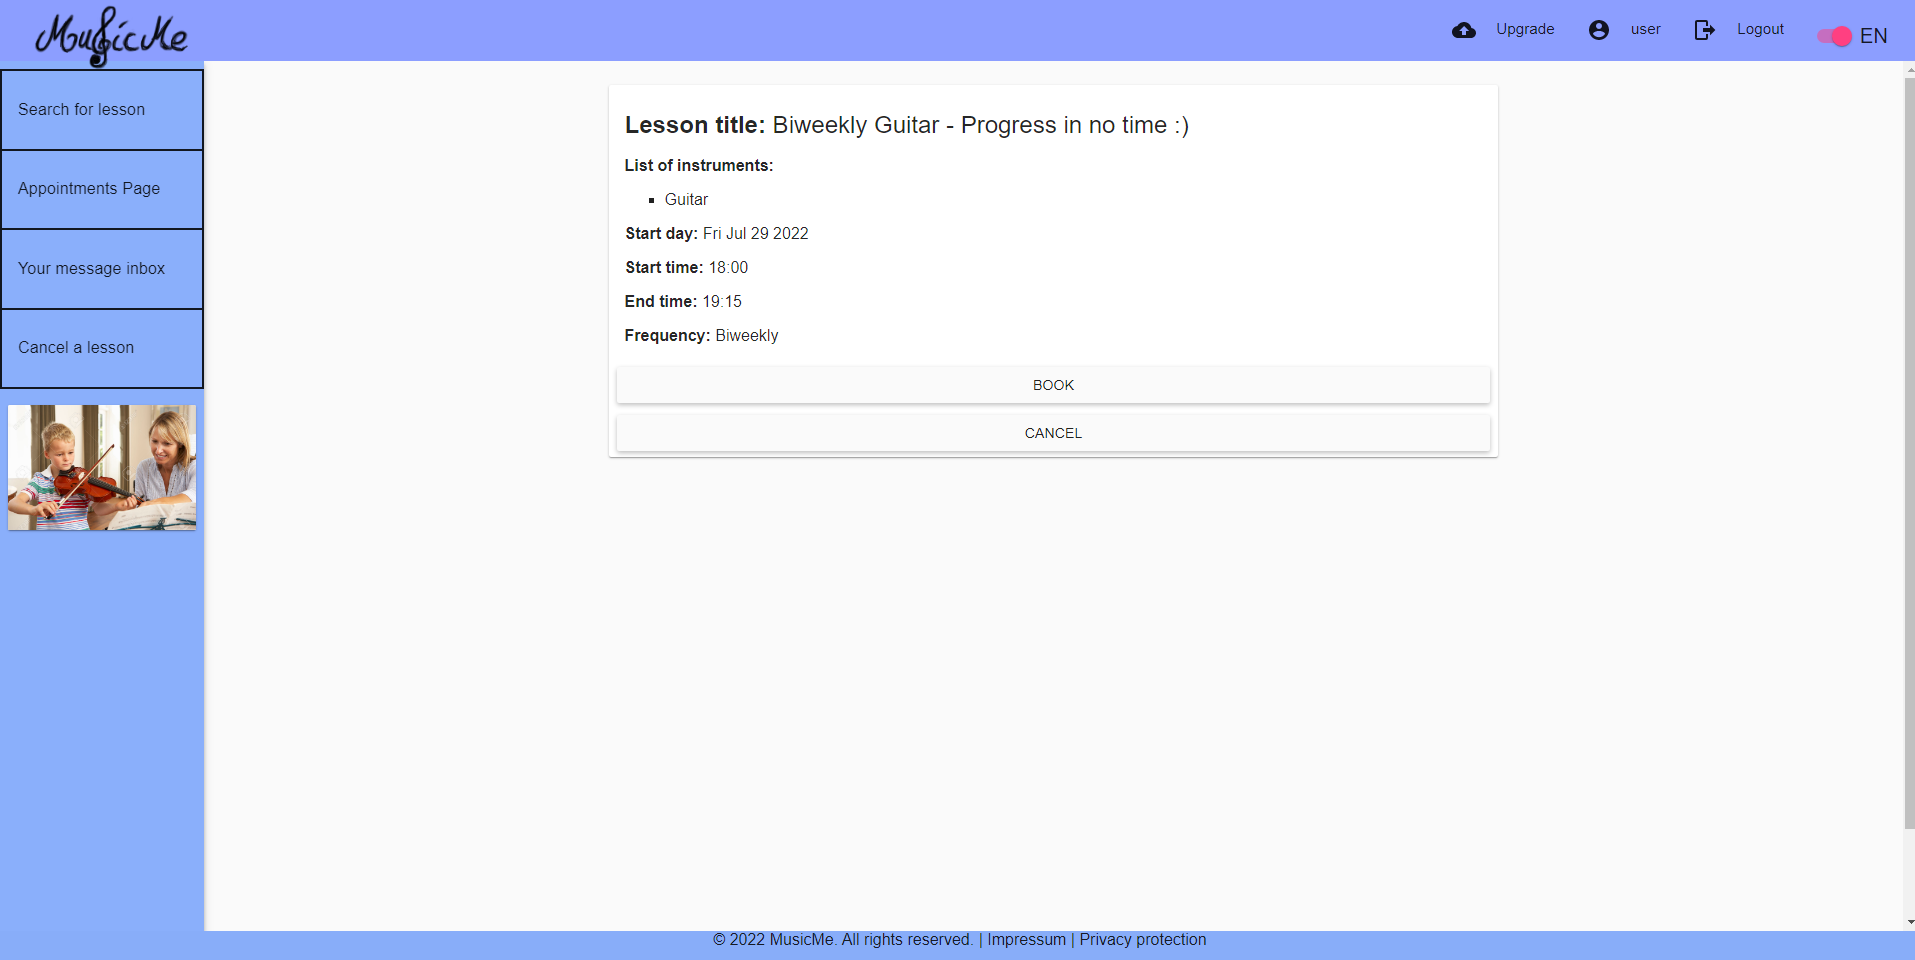 MusicMe
Upgrade
user
Logout
EN
Search for lesson
Appointments Page
Your message inbox
Cancel a lesson
Lesson title: Biweekly Guitar - Progress in no time :)
List of instruments:
Guitar
Start day: Fri Jul 29 2022
Start time: 18:00
End time: 19:15
Frequency: Biweekly
BOOK
CANCEL
© 2022 MusicMe. All rights reserved. | Impressum | Privacy protection